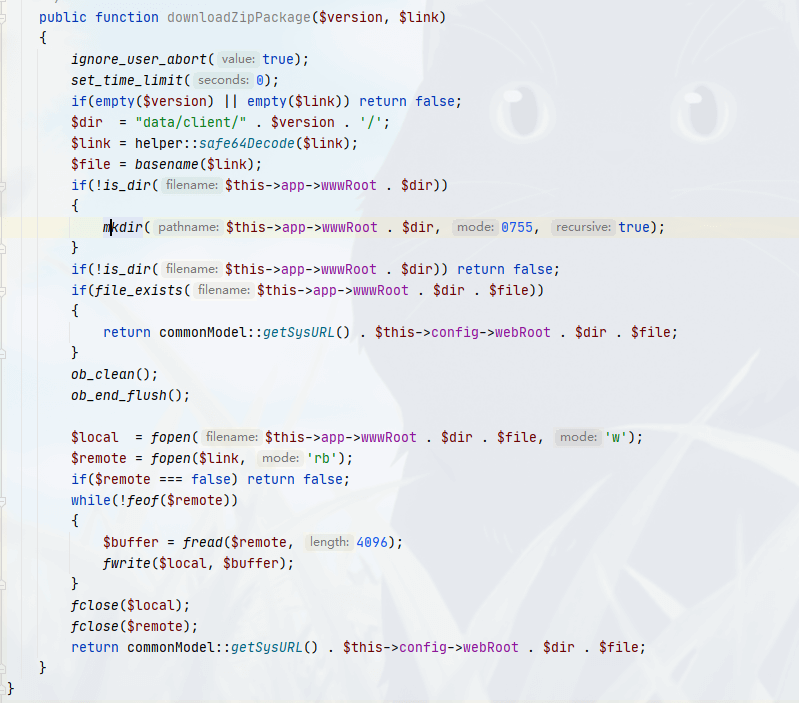 public function downloadZipPackage($version, $link)
{
ignore_user_abort( value: true);
set_time_limit( seconds: 0);
if(empty($version) || empty($link)) return false;
$dir  = "data/client/" . $version . '/';
$link = helper::safe64Decode($link);
$file = basename($link);
if(!is_dir( filename: $this->app->wwwRoot . $dir))
{
mkdir( pathname: $this->app->wwwRoot . $dir, mode: 0755, recursive: true);
}
if(!is_dir( filename: $this->app->wwwRoot . $dir)) return false;
if(file_exists( filename: $this->app->wwwRoot . $dir . $file))
{
return commonModel::getSysURL() . $this->config->webRoot . $dir . $file;
}
ob_clean();
ob_end_flush();
$local  = fopen( filename: $this->app->wwwRoot . $dir . $file, mode: 'w');
$remote = fopen($link, mode: 'rb');
if($remote === false) return false;
while(!feof($remote))
{
$buffer = fread($remote, length: 4096);
fwrite($local, $buffer);
}
fclose($local);
fclose($remote);
return commonModel::getSysURL() . $this->config->webRoot . $dir . $file;
}
}